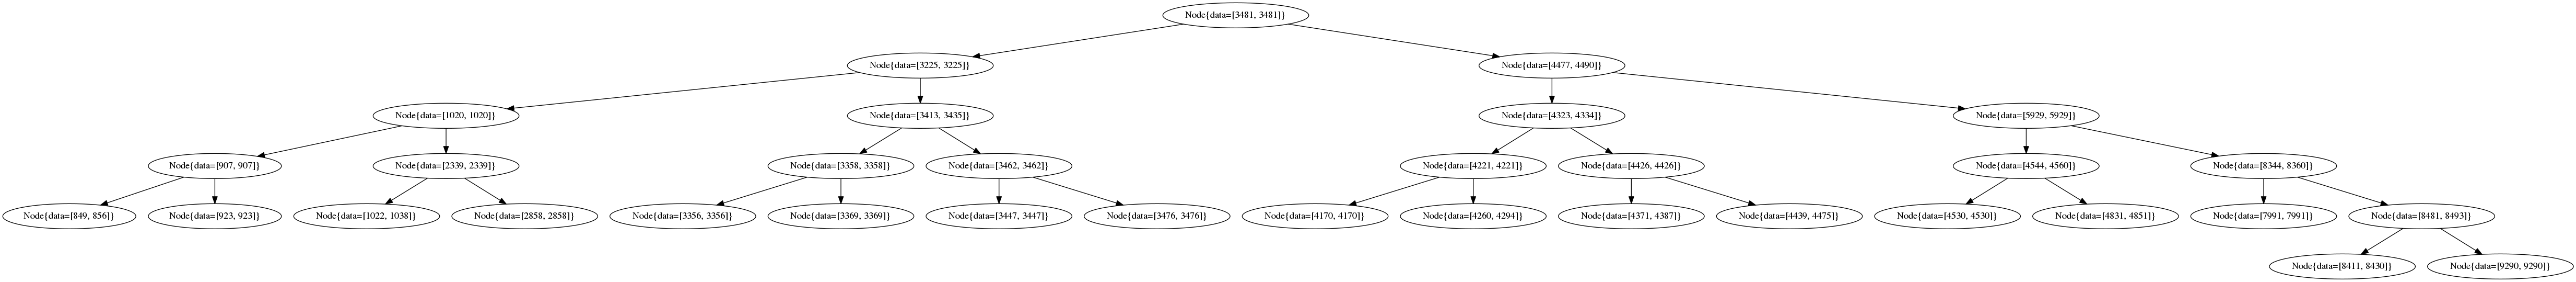 Node{data=[3481, 3481]}
Node{data=[3225, 3225]}
Node{data=[4477, 4490]}
Node{data=[1020, 1020]}
Node{data=[3413, 3435]}
Node{data=[4323, 4334]}
Node{data=[5929, 5929]}
Node{data=[907, 907]}
Node{data=[2339, 2339]}
Node{data=[3358, 3358]}
Node{data=[3462, 3462]}
Node{data=[4221, 4221]}
Node{data=[4426, 4426]}
Node{data=[4544, 4560]}
Node{data=[8344, 8360]}
Node{data=[849, 856]}
Node{data=[923, 923]}
Node{data=[1022, 1038]}
Node{data=[2858, 2858]}
Node{data=[3356, 3356]}
Node{data=[3369, 3369]}
Node{data=[3447, 3447]}
Node{data=[3476, 3476]}
Node{data=[4170, 4170]}
Node{data=[4260, 4294]}
Node{data=[4371, 4387]}
Node{data=[4439, 4475]}
Node{data=[4530, 4530]}
Node{data=[4831, 4851]}
Node{data=[7991, 7991]}
Node{data=[8481, 8493]}
Node{data=[8411, 8430]}
Node{data=[9290, 9290]}